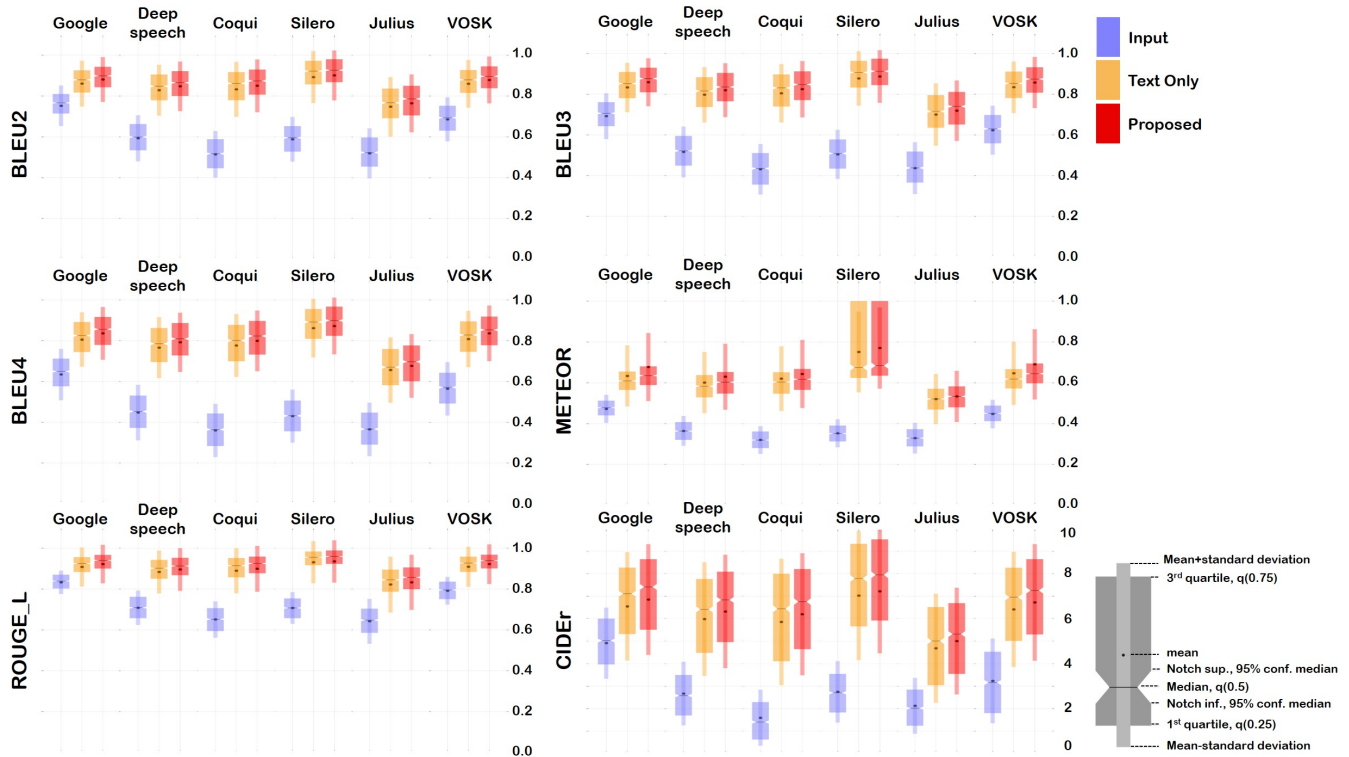 Google Deep speech Coqui Silero Julius VOSK
BLEU2
1.0
0.8
0.6
0.4
0.2
0.0
Google Deep speech Coqui Silero Julius VOSK
BLEU3
1.0
0.8
0.6
0.4
0.2
0.0
Input
Text Only
Proposed
Google Deep speech Coqui Silero Julius VOSK
BLEU4
1.0
0.8
0.6
0.4
0.2
0.0
Google Deep speech Coqui Silero Julius VOSK
METEOR
1.0
0.8
0.6
0.4
0.2
0.0
Google Deep speech Coqui Silero Julius VOSK
ROUGE_L
1.0
0.8
0.6
0.0
Google Deep speech Coqui Silero Julius VOSK
CIDEr
10
8
6
4
2
0
Mean+standard deviation
3rd quartile, q(0.75)
mean
Notch sup., 95% conf. median
Median, q(0.5)
Notch inf., 95% conf. median
1st quartile, q(0.25)
Mean-standard deviation